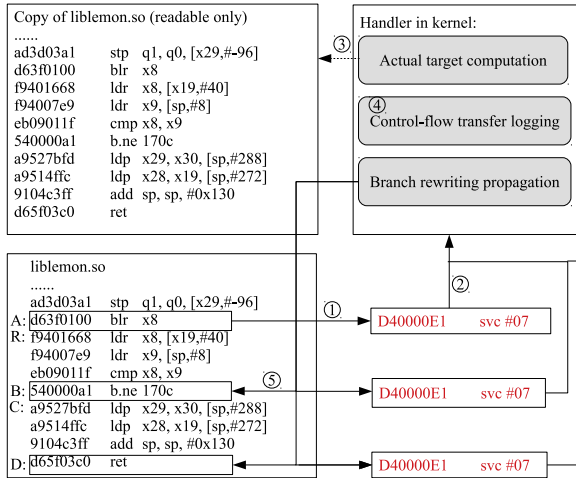 Copy of liblemon.so (readable only)
......
ad3d03a1 stp q1, q0, [x29,#-96]
d63f0100 blr x8
f9401668 ldr x8, [x19,#40]
f94007e9 ldr x9, [sp,#8]
eb09011f cmp x8, x9
540000a1 b.ne 170c
a9527bfd ldp x29, x30, [sp,#288]
a9514ffc ldp x28, x19, [sp,#272]
9104c3ff add sp, sp, #0x130
d65f03c0 ret
Handler in kernel:
③
Actual target computation
④
Control-flow transfer logging
Branch rewriting propagation
liblemon.so
......
ad3d03a1 stp q1, q0, [x29,#-96]
A: d63f0100 blr x8
R: f9401668 ldr x8, [x19,#40]
f94007e9 ldr x9, [sp,#8]
eb09011f cmp x8, x9
B: 540000a1 b.ne 170c
C: a9527bfd ldp x29, x30, [sp,#288]
a9514ffc ldp x28, x19, [sp,#272]
9104c3ff add sp, sp, #0x130
D: d65f03c0 ret
①
②
D40000E1 svc #07
⑤
D40000E1 svc #07
D40000E1 svc #07